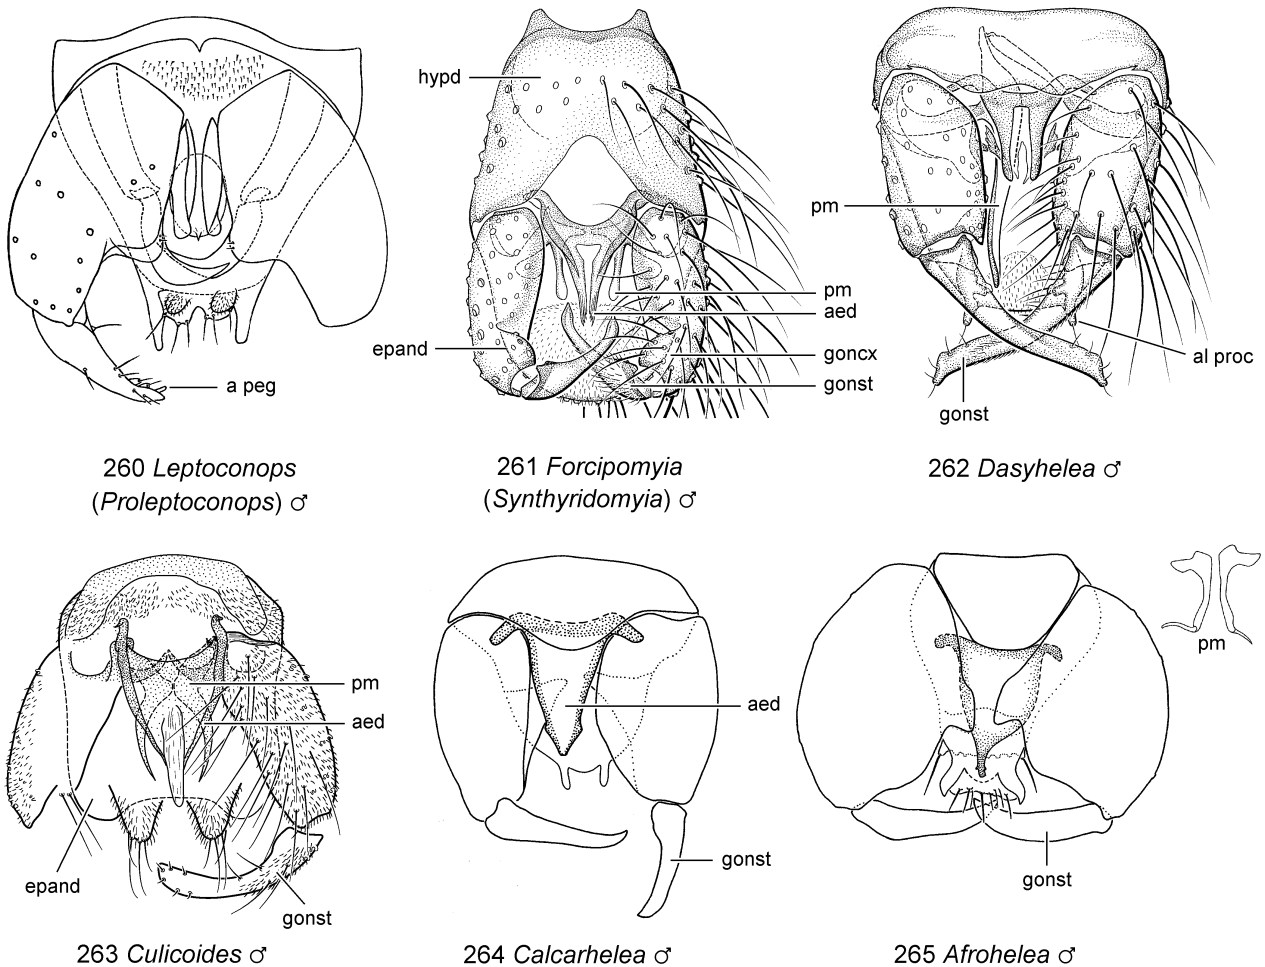 hypd
pm
pm
aed
epand
goncx
al proc
a peg
gonst
gonst
260 Leptoconops
(Proleptoconops) ♂
261 Forcipomyia
(Synthyridomyia) ♂
262 Dasyhelea ♂
pm
pm
aed
aed
gonst
epand
gonst
gonst
263 Culicoides ♂
264 Calcarhelea ♂
265 Afrohelea ♂